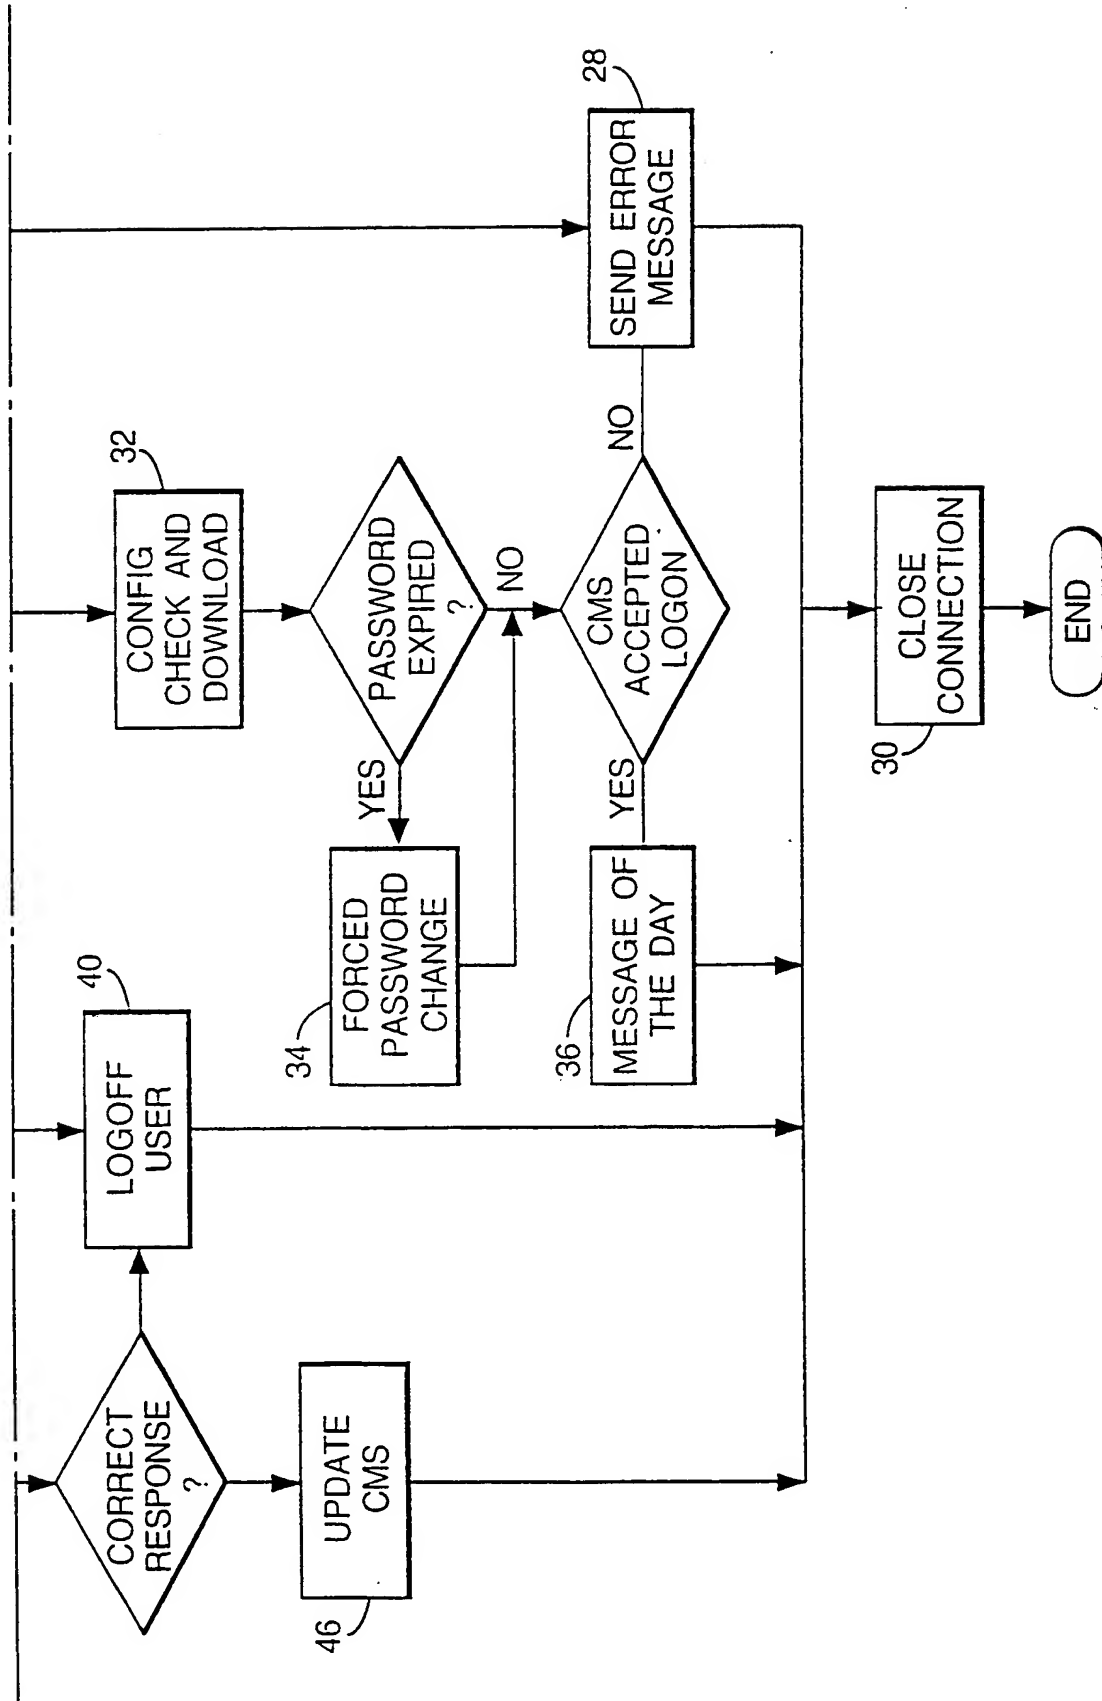 CORRECT
RESPONSE
?
UPDATE
CMS
46
LOGOFF
USER
40
CONFIG
CHECK AND
DOWNLOAD
32
PASSWORD
EXPIRED
?
YES
NO
FORCED
PASSWORD
CHANGE
34
CMS
ACCEPTED
LOGON
YES
NO
MESSAGE OF
THE DAY
36
SEND ERROR
MESSAGE
28
CLOSE
CONNECTION
30
END